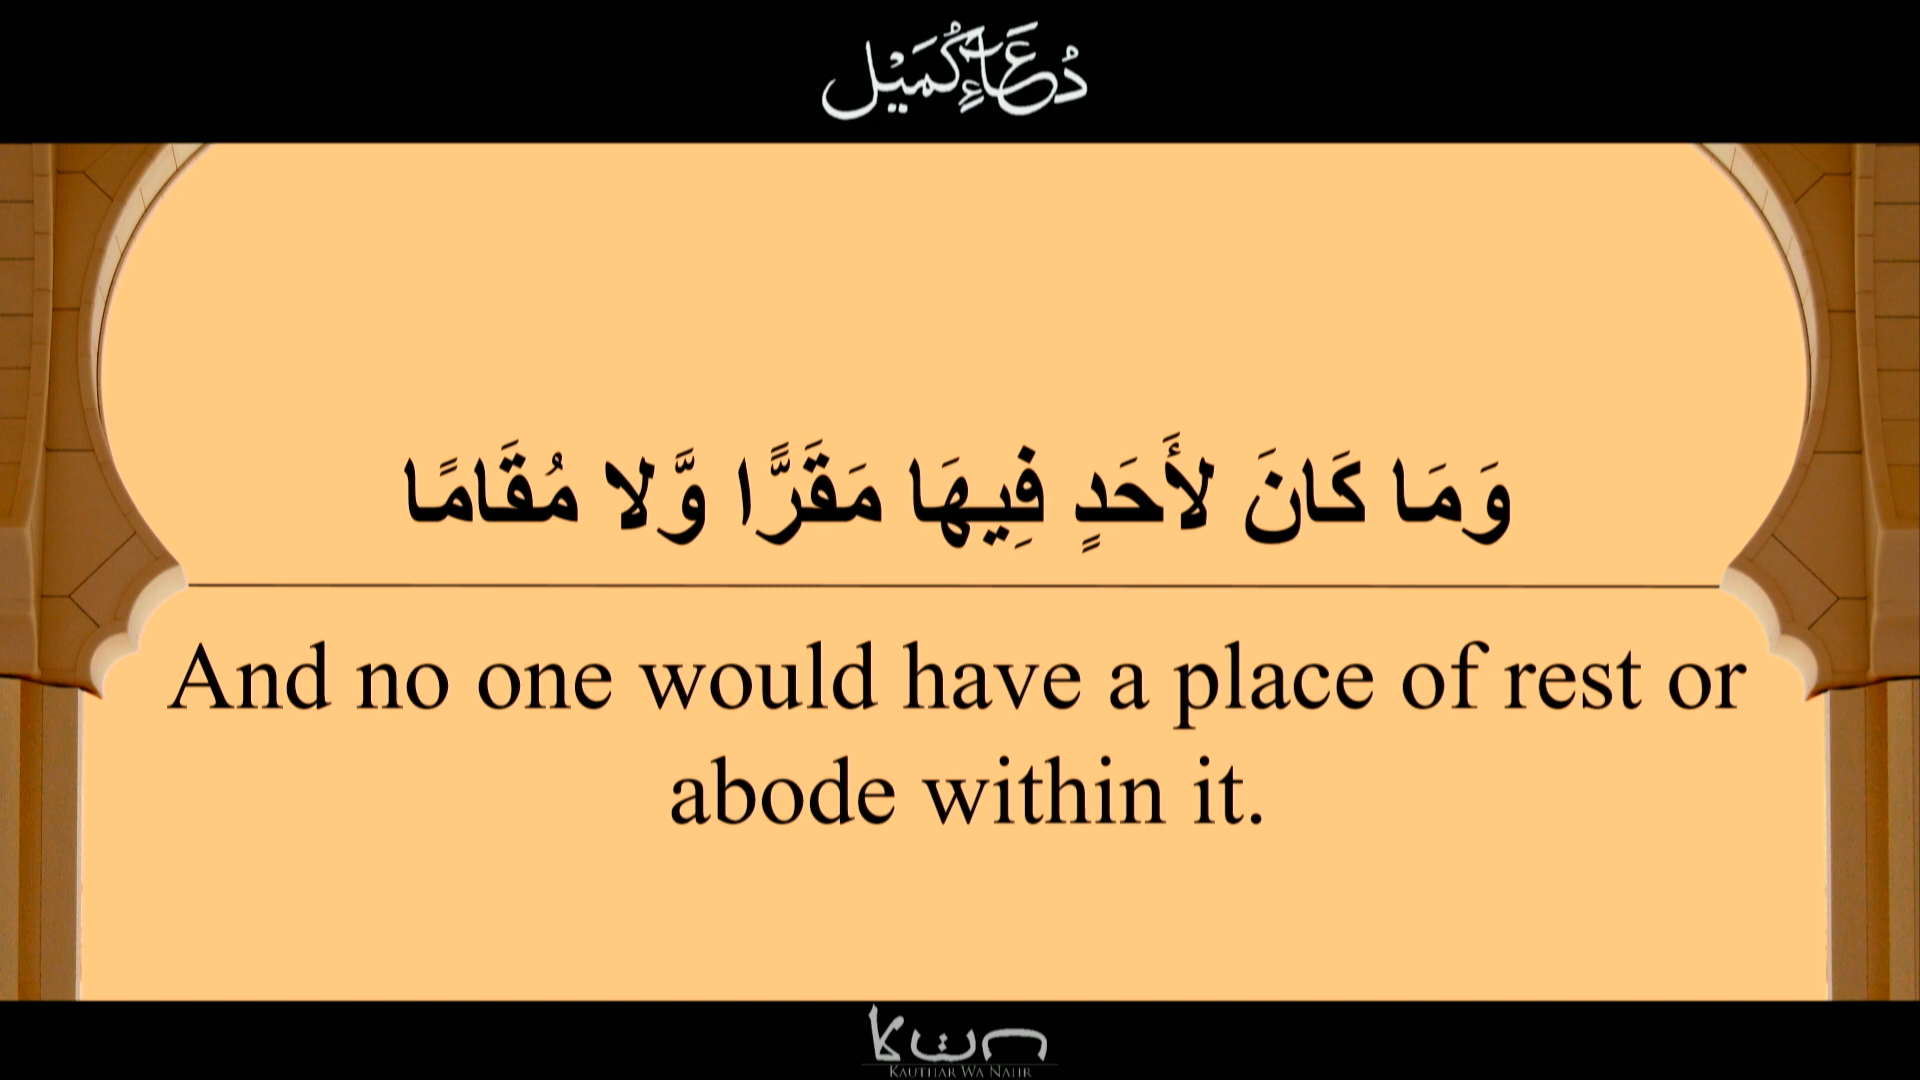 دُعَاءِ كُمَيْل
وَمَا كَانَ لأَحَدٍ فِيهَا مَقَرًّا وَّلا مُقَامًا
And no one would have a place of rest or
abode within it.
KAUTHAR WA NAHR